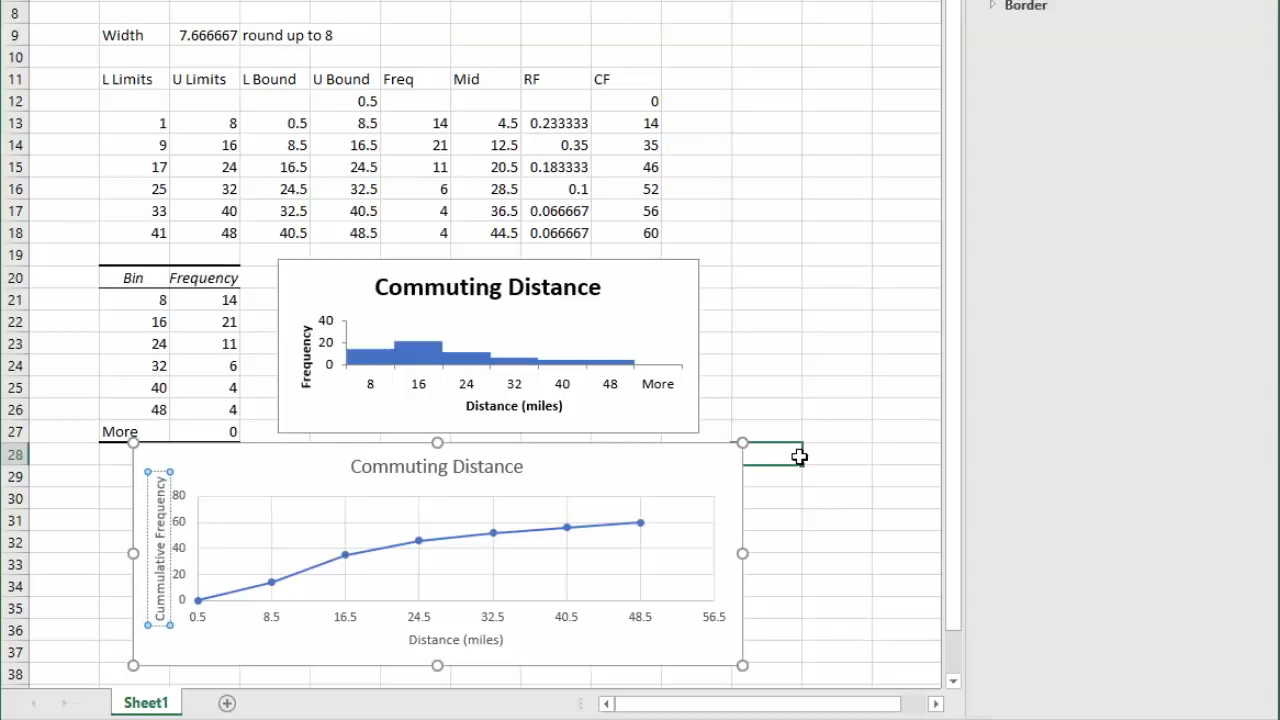 8
Border
9 Width 7.666667 round up to 8
10
11 L Limits U Limits L Bound U Bound Freq Mid RF CF
12 0.5 0
13 1 8 0.5 8.5 14 4.5 0.233333 14
14 9 16 8.5 16.5 21 12.5 0.35 35
15 17 24 16.5 24.5 11 20.5 0.183333 46
16 25 32 24.5 32.5 6 28.5 0.1 52
17 33 40 32.5 40.5 4 36.5 0.066667 56
18 41 48 40.5 48.5 4 44.5 0.066667 60
19
20 Bin Frequency
21 8 14
22 16 21
23 24 11
24 32 6
25 40 4
26 48 4
27 More 0
Commuting Distance
Frequency
40
20
0
8 16 24 32 40 48 More
Distance (miles)
28
29
30
31
32
33
34
35
36
37
38
Commuting Distance
Cummulative Frequency
80
60
40
20
0
0.5 8.5 16.5 24.5 32.5 40.5 48.5 56.5
Distance (miles)
Sheet1